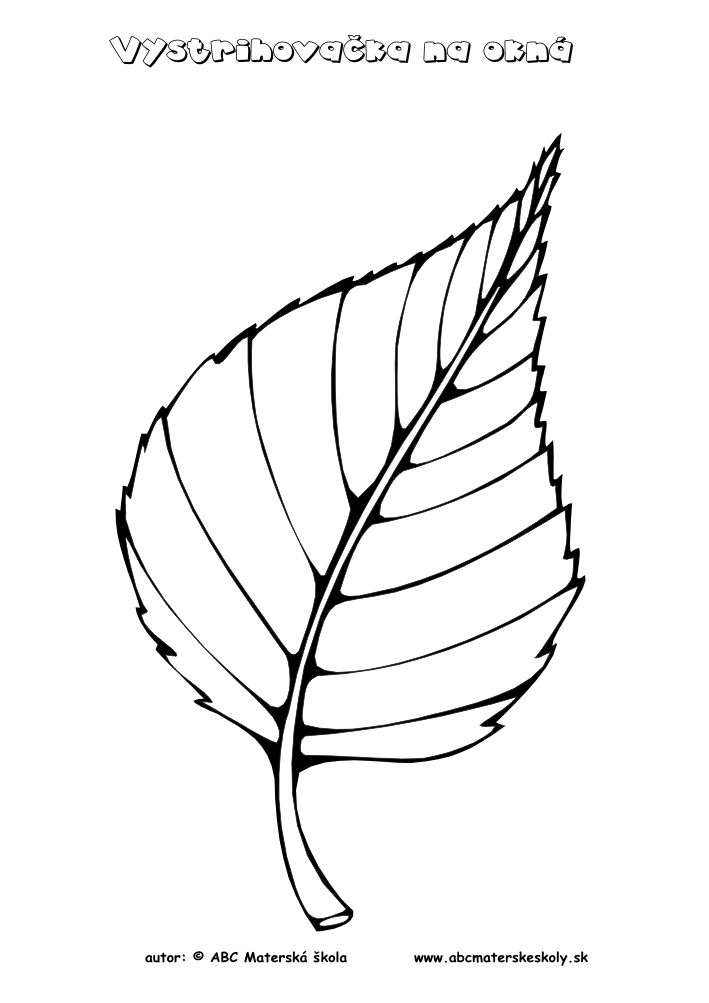 Vystrihovačka na okná
autor: © ABC Materská škola www.abcmaterskeskoly.sk